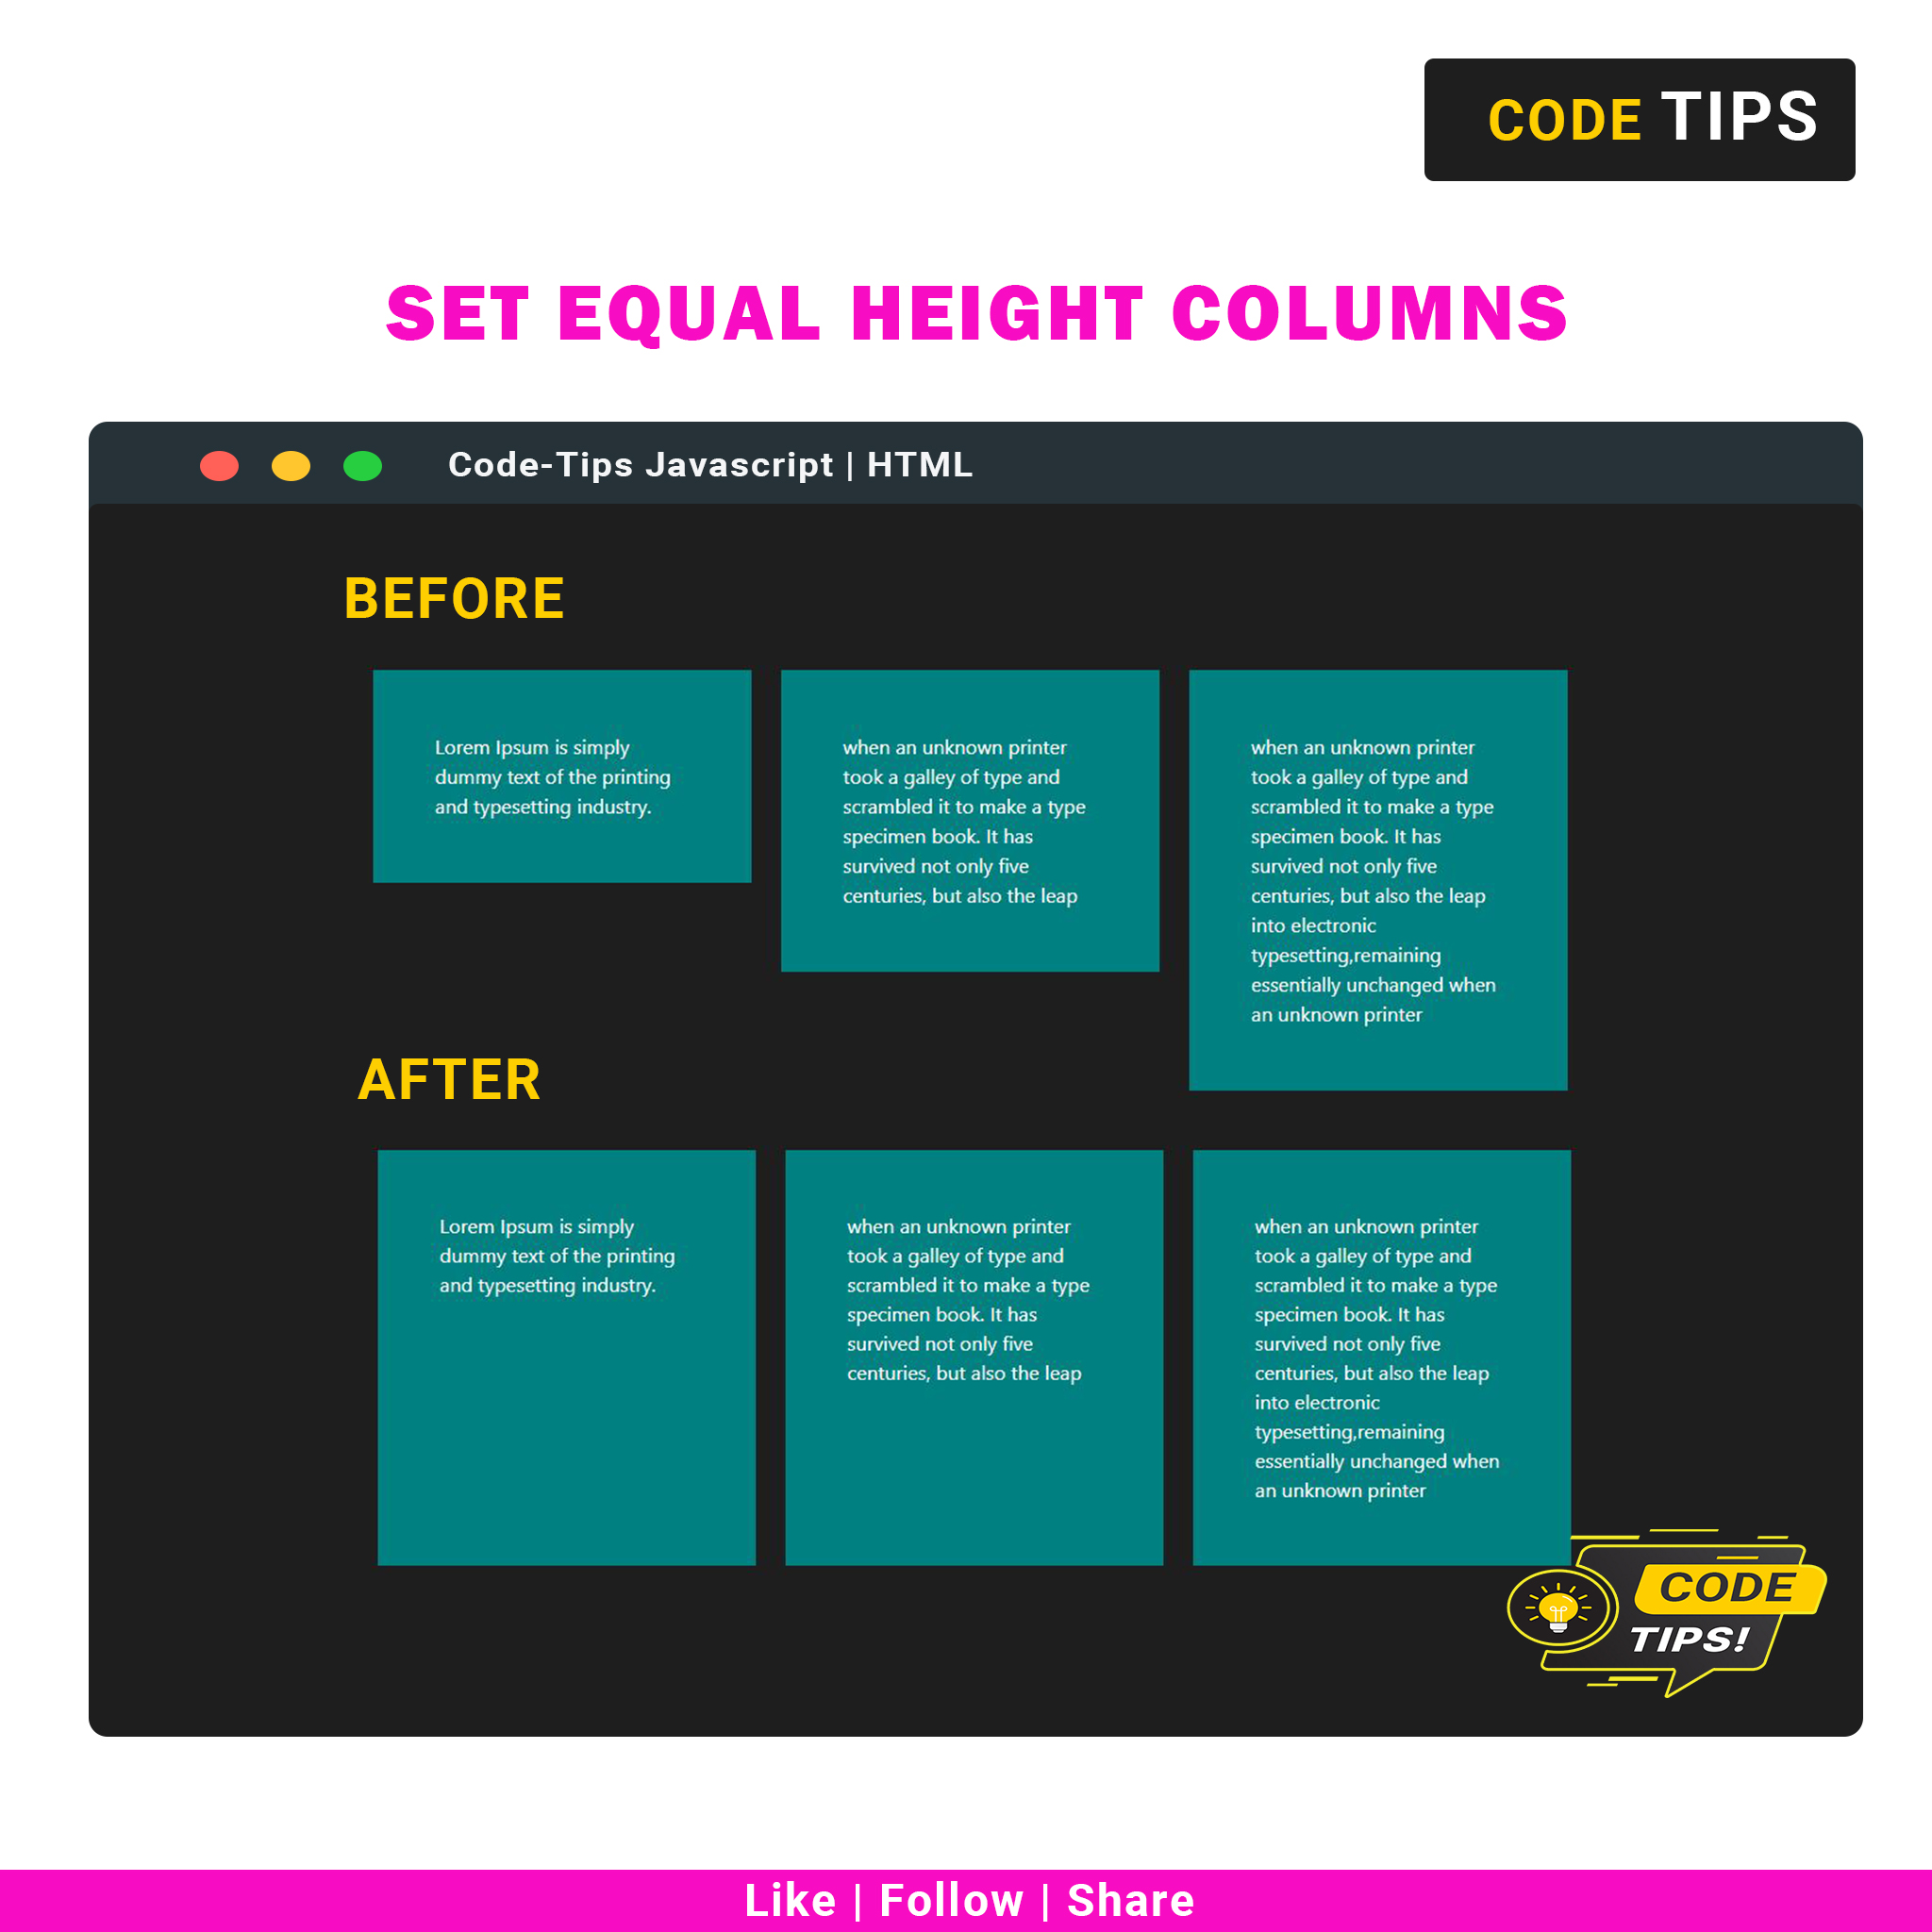 CODE TIPS
SET EQUAL HEIGHT COLUMNS
Code-Tips Javascript | HTML
BEFORE
Lorem Ipsum is simply
dummy text of the printing
and typesetting industry.
when an unknown printer
took a galley of type and
scrambled it to make a type
specimen book. It has
survived not only five
centuries, but also the leap
when an unknown printer
took a galley of type and
scrambled it to make a type
specimen book. It has
survived not only five
centuries, but also the leap
into electronic
typesetting,remaining
essentially unchanged when
an unknown printer
AFTER
Lorem Ipsum is simply
dummy text of the printing
and typesetting industry.
when an unknown printer
took a galley of type and
scrambled it to make a type
specimen book. It has
survived not only five
centuries, but also the leap
when an unknown printer
took a galley of type and
scrambled it to make a type
specimen book. It has
survived not only five
centuries, but also the leap
into electronic
typesetting,remaining
essentially unchanged when
an unknown printer
CODE
TIPS!
Like | Follow | Share